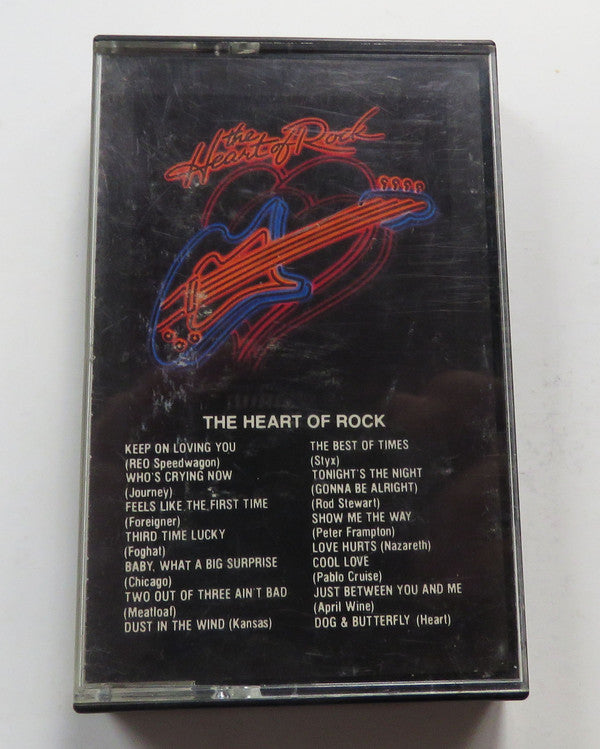 the
Heart of Rock
THE HEART OF ROCK
KEEP ON LOVING YOU
(REO Speedwagon)
WHO'S CRYING NOW
(Journey)
FEELS LIKE THE FIRST TIME
(Foreigner)
THIRD TIME LUCKY
(Foghat)
BABY, WHAT A BIG SURPRISE
(Chicago)
TWO OUT OF THREE AIN'T BAD
(Meatloaf)
DUST IN THE WIND (Kansas)
THE BEST OF TIMES
(Styx)
TONIGHT'S THE NIGHT
(GONNA BE ALRIGHT)
(Rod Stewart)
SHOW ME THE WAY
(Peter Frampton)
LOVE HURTS (Nazareth)
COOL LOVE
(Pablo Cruise)
JUST BETWEEN YOU AND ME
(April Wine)
DOG & BUTTERFLY (Heart)